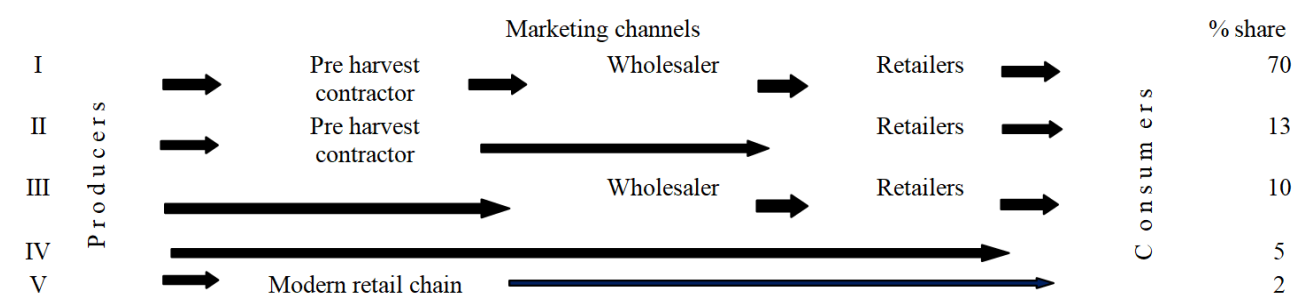 Marketing channels % share
I Pre harvest contractor Wholesaler Retailers 70
II Pre harvest contractor Retailers 13
III Wholesaler Retailers 10
IV 5
V Modern retail chain 2
Producers
Consumers